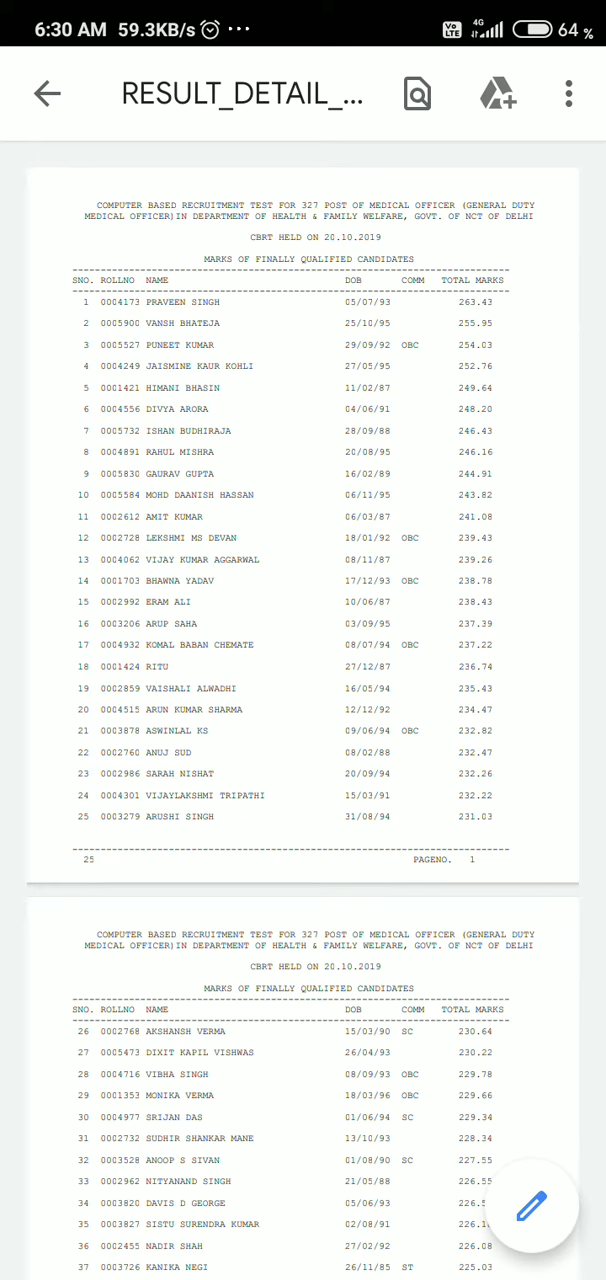 6:30 AM 59.3KB/s ... Vo LTE 4G 64 %
RESULT_DETAIL_...
COMPUTER BASED RECRUITMENT TEST FOR 327 POST OF MEDICAL OFFICER (GENERAL DUTY
MEDICAL OFFICER)IN DEPARTMENT OF HEALTH & FAMILY WELFARE, GOVT. OF NCT OF DELHI
CBRT HELD ON 20.10.2019
MARKS OF FINALLY QUALIFIED CANDIDATES
SNO. ROLLNO NAME DOB COMM TOTAL MARKS
1 0004173 PRAVEEN SINGH 05/07/93 263.43
2 0005900 VANSH BHATEJA 25/10/95 255.95
3 0005527 PUNEET KUMAR 29/09/92 OBC 254.03
4 0004249 JAISMINE KAUR KOHLI 27/05/95 252.76
5 0001421 HIMANI BHASIN 11/02/87 249.64
6 0004556 DIVYA ARORA 04/06/91 248.20
7 0005732 ISHAN BUDHIRAJA 28/09/88 246.43
8 0004891 RAHUL MISHRA 20/08/95 246.16
9 0005830 GAURAV GUPTA 16/02/89 244.91
10 0005584 MOHD DAANISH HASSAN 06/11/95 243.82
11 0002612 AMIT KUMAR 06/03/87 241.08
12 0002728 LEKSHMI MS DEVAN 18/01/92 OBC 239.43
13 0004062 VIJAY KUMAR AGGARWAL 08/11/87 239.26
14 0001703 BHAWNA YADAV 17/12/93 OBC 238.78
15 0002992 ERAM ALI 10/06/87 238.43
16 0003206 ARUP SAHA 03/09/95 237.39
17 0004932 KOMAL BABAN CHEMATE 08/07/94 OBC 237.22
18 0001424 RITU 27/12/87 236.74
19 0002859 VAISHALI ALWADHI 16/05/94 235.43
20 0004515 ARUN KUMAR SHARMA 12/12/92 234.47
21 0003878 ASWINLAL KS 09/06/94 OBC 232.82
22 0002760 ANUJ SUD 08/02/88 232.47
23 0002986 SARAH NISHAT 20/09/94 232.26
24 0004301 VIJAYLAKSHMI TRIPATHI 15/03/91 232.22
25 0003279 ARUSHI SINGH 31/08/94 231.03
25 PAGENO. 1
COMPUTER BASED RECRUITMENT TEST FOR 327 POST OF MEDICAL OFFICER (GENERAL DUTY
MEDICAL OFFICER)IN DEPARTMENT OF HEALTH & FAMILY WELFARE, GOVT. OF NCT OF DELHI
CBRT HELD ON 20.10.2019
MARKS OF FINALLY QUALIFIED CANDIDATES
SNO. ROLLNO NAME DOB COMM TOTAL MARKS
26 0002768 AKSHANSH VERMA 15/03/90 SC 230.64
27 0005473 DIXIT KAPIL VISHWAS 26/04/93 230.22
28 0004716 VIBHA SINGH 08/09/93 OBC 229.78
29 0001353 MONIKA VERMA 18/03/96 OBC 229.66
30 0004977 SRIJAN DAS 01/06/94 SC 229.34
31 0002732 SUDHIR SHANKAR MANE 13/10/93 228.34
32 0003528 ANOOP S SIVAN 01/08/90 SC 227.55
33 0002962 NITYANAND SINGH 21/05/88 226.55
34 0003820 DAVIS D GEORGE 05/06/93
35 0003827 SISTU SURENDRA KUMAR 02/08/91
36 0002455 NADIR SHAH 27/02/92 226.08
37 0003726 KANIKA NEGI 26/11/85 ST 225.03